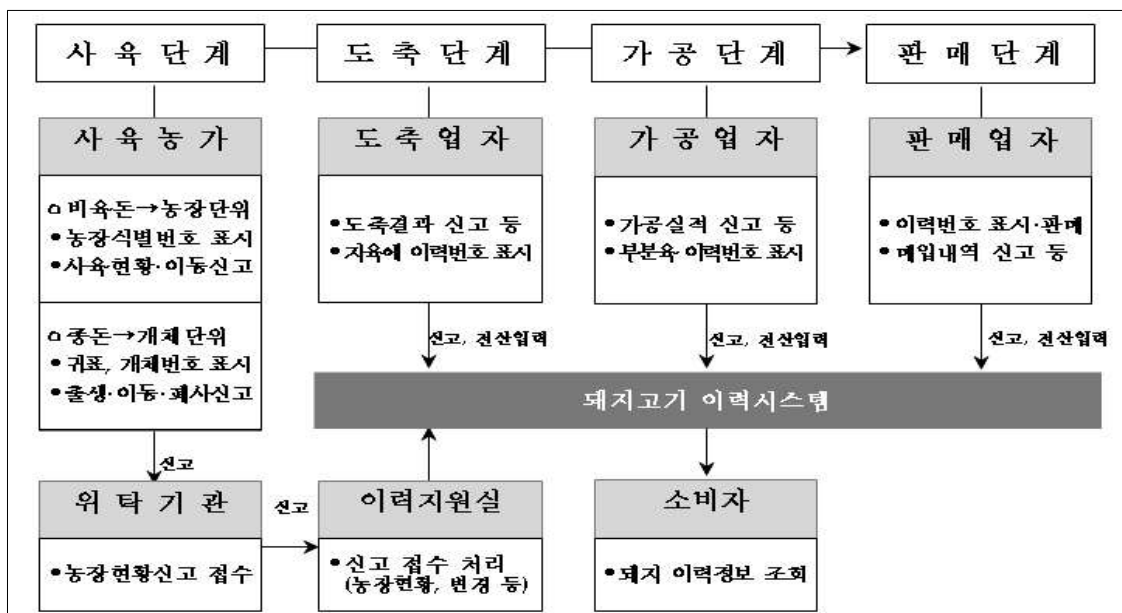 사육단계
도축단계
가공단계
판매단계
사육농가
도축업자
가공업자
판매업자
o 비육돈→농장단위
• 농장식별번호 표시
• 사육현황·이동신고
• 도축결과 신고 등
• 지육에 이력번호 표시
• 가공실적 신고 등
• 부분육 이력번호 표시
• 이력번호 표시·판매
• 매입내역 신고 등
o 종돈→개체단위
• 귀표, 개체번호 표시
• 출생·이동·폐사신고
신고, 전산입력
신고, 전산입력
신고, 전산입력
돼지고기 이력시스템
신고
위탁기관
신고
이력지원실
소비자
• 농장현황신고 접수
• 신고 접수 처리
(농장현황, 변경 등)
• 돼지 이력정보 조회